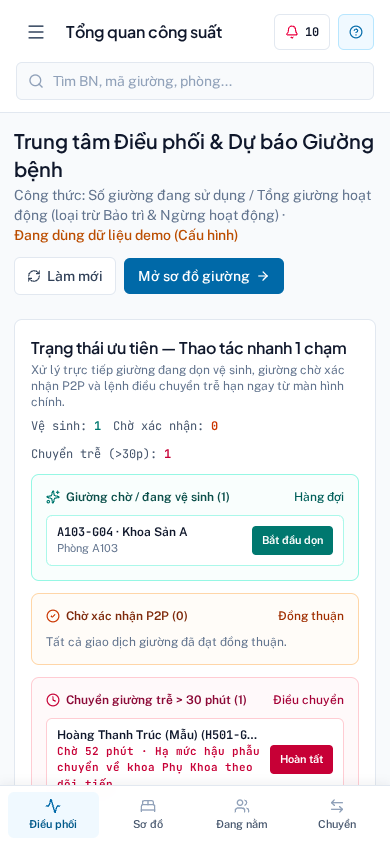 Tổng quan công suất
10
Tìm BN, mã giường, phòng...
Trung tâm Điều phối & Dự báo Giường
bệnh
Công thức: Số giường đang sử dụng / Tổng giường hoạt
động (loại trừ Bảo trì & Ngừng hoạt động) ·
Đang dùng dữ liệu demo (Cấu hình)
Làm mới
Mở sơ đồ giường →
Trạng thái ưu tiên — Thao tác nhanh 1 chạm
Xử lý trực tiếp giường đang dọn vệ sinh, giường chờ xác
nhận P2P và lệnh điều chuyển trễ hạn ngay từ màn hình
chính.
Vệ sinh: 1 Chờ xác nhận: 0
Chuyển trễ (>30p): 1
Giường chờ / đang vệ sinh (1) Hàng đợi
A103-G04 · Khoa Sản A
Phòng A103
Bắt đầu dọn
Chờ xác nhận P2P (0) Đồng thuận
Tất cả giao dịch giường đã đạt đồng thuận.
Chuyển giường trễ > 30 phút (1) Điều chuyển
Hoàng Thanh Trúc (Mẫu) (H501-G...
Chờ 52 phút · Hạ mức hậu phẫu
chuyển về khoa Phụ Khoa theo
dõi tiếp
Hoàn tất
Điều phối
Sơ đồ
Đang nằm
Chuyển